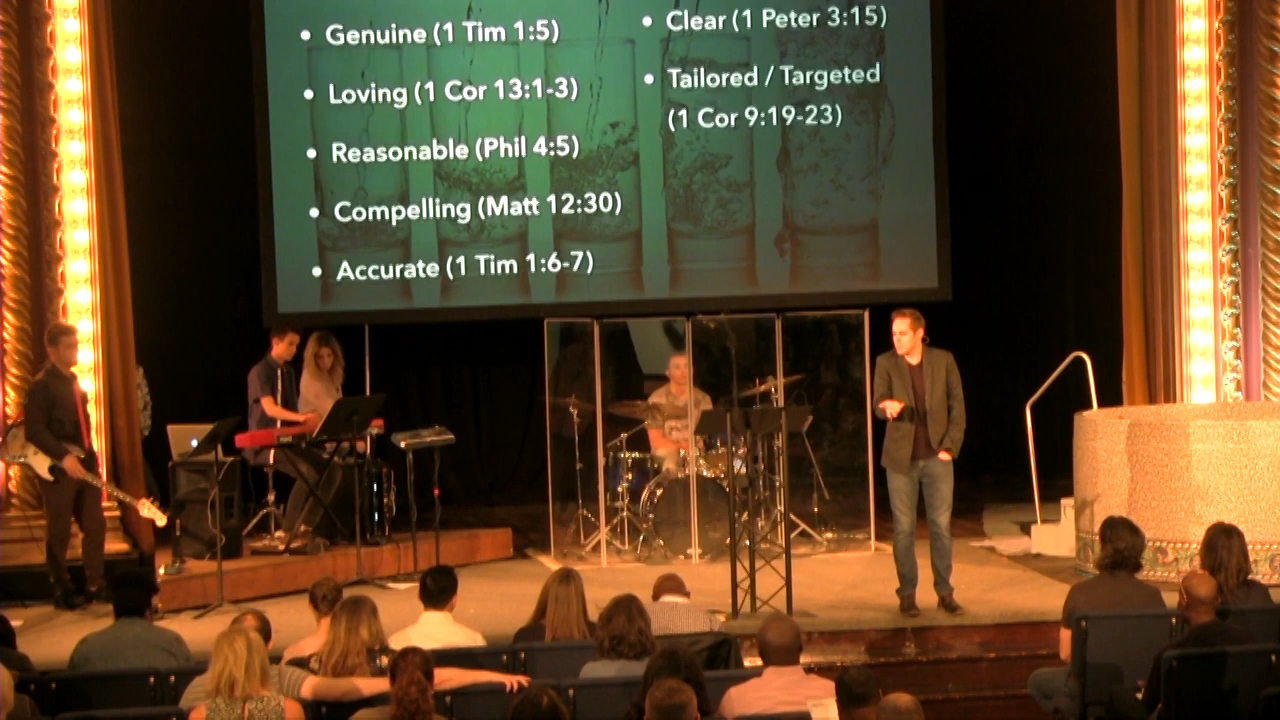 • Genuine (1 Tim 1:5)
• Loving (1 Cor 13:1-3)
• Reasonable (Phil 4:5)
• Compelling (Matt 12:30)
• Accurate (1 Tim 1:6-7)
• Clear (1 Peter 3:15)
• Tailored / Targeted
(1 Cor 9:19-23)